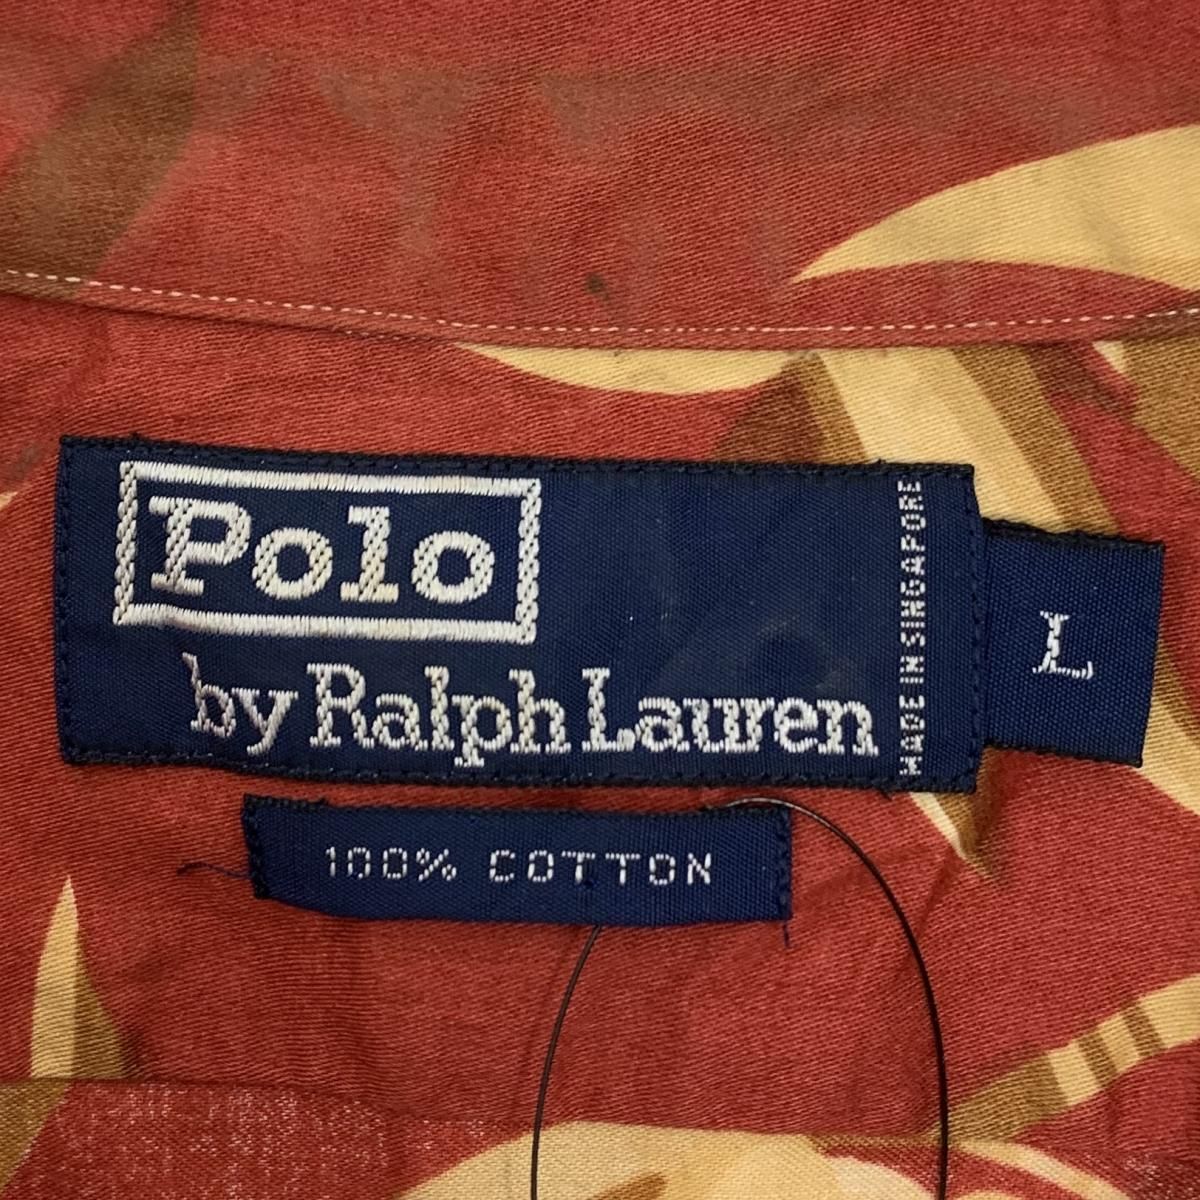 Polo
by Ralph Lauren
MADE IN SINGAPORE
L
100% COTTON